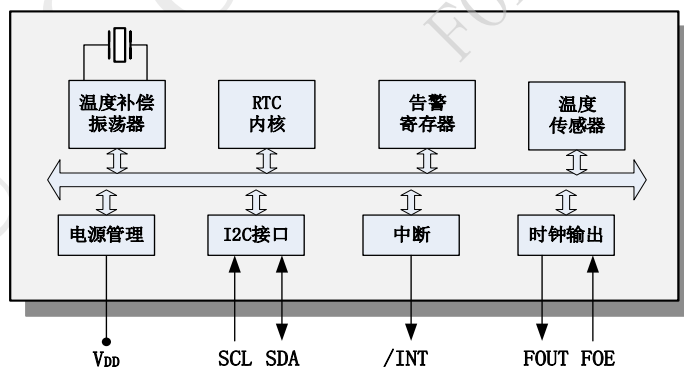 温度补偿
振荡器
RTC
内核
告警
寄存器
温度
传感器
电源管理
I2C接口
中断
时钟输出
VDD
SCL SDA
/INT
FOUT FOE